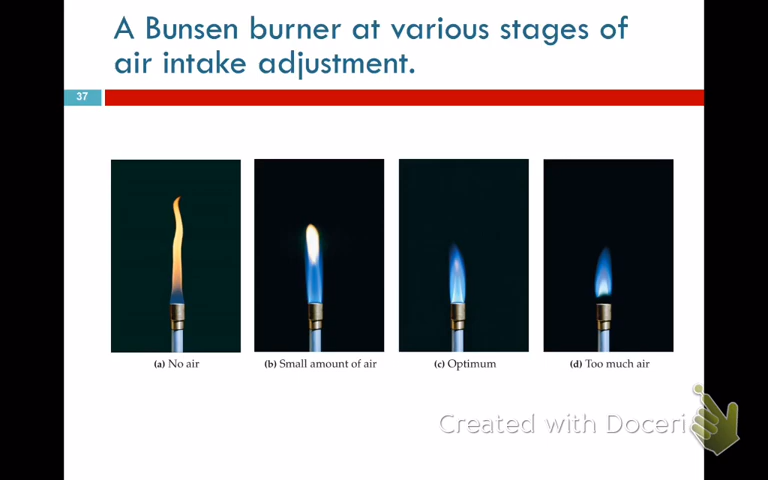 A Bunsen burner at various stages of
air intake adjustment.
37
(a) No air
(b) Small amount of air
(c) Optimum
(d) Too much air
Created with Doceri